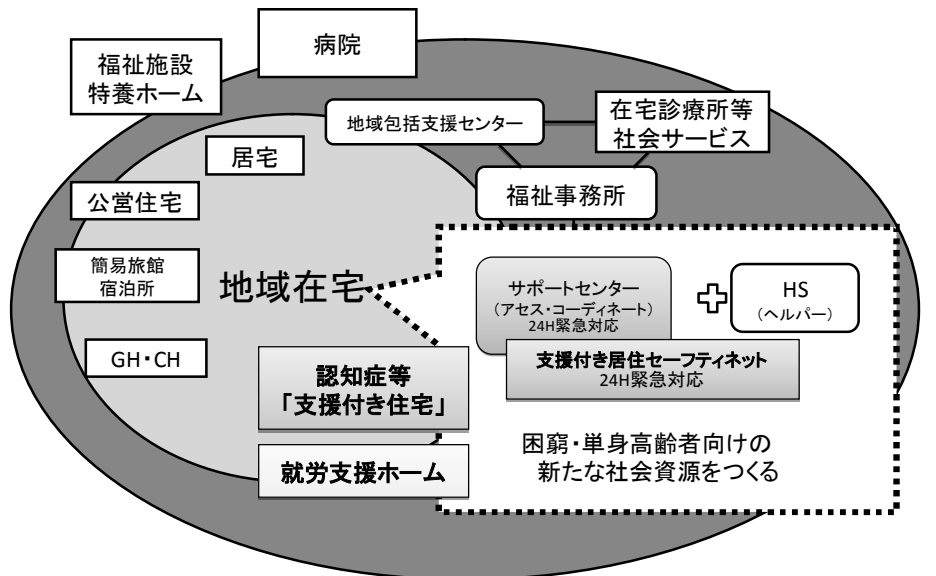 病院
福祉施設
特養ホーム
地域包括支援センター
在宅診療所等
社会サービス
居宅
福祉事務所
公営住宅
簡易旅館
宿泊所
地域在宅
サポートセンター
（アセス・コーディネート）
24H緊急対応
HS
（ヘルパー）
GH・CH
支援付き居住セーフティネット
24H緊急対応
認知症等
「支援付き住宅」
困窮・単身高齢者向けの
新たな社会資源をつくる
就労支援ホーム